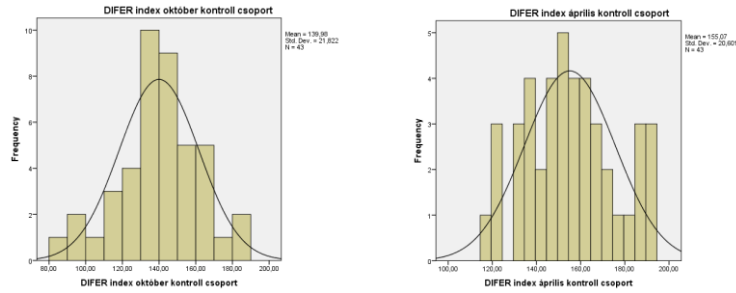 DIFER index október kontroll csoport
Mean = 139,98
Std. Dev. = 21,822
N = 43
Frequency
10
8
6
4
2
0
80,00 100,00 120,00 140,00 160,00 180,00 200,00
DIFER index október kontroll csoport
DIFER index április kontroll csoport
Mean = 155,07
Std. Dev. = 20,601
N = 43
Frequency
5
4
3
2
1
0
100,00 120,00 140,00 160,00 180,00 200,00
DIFER index április kontroll csoport